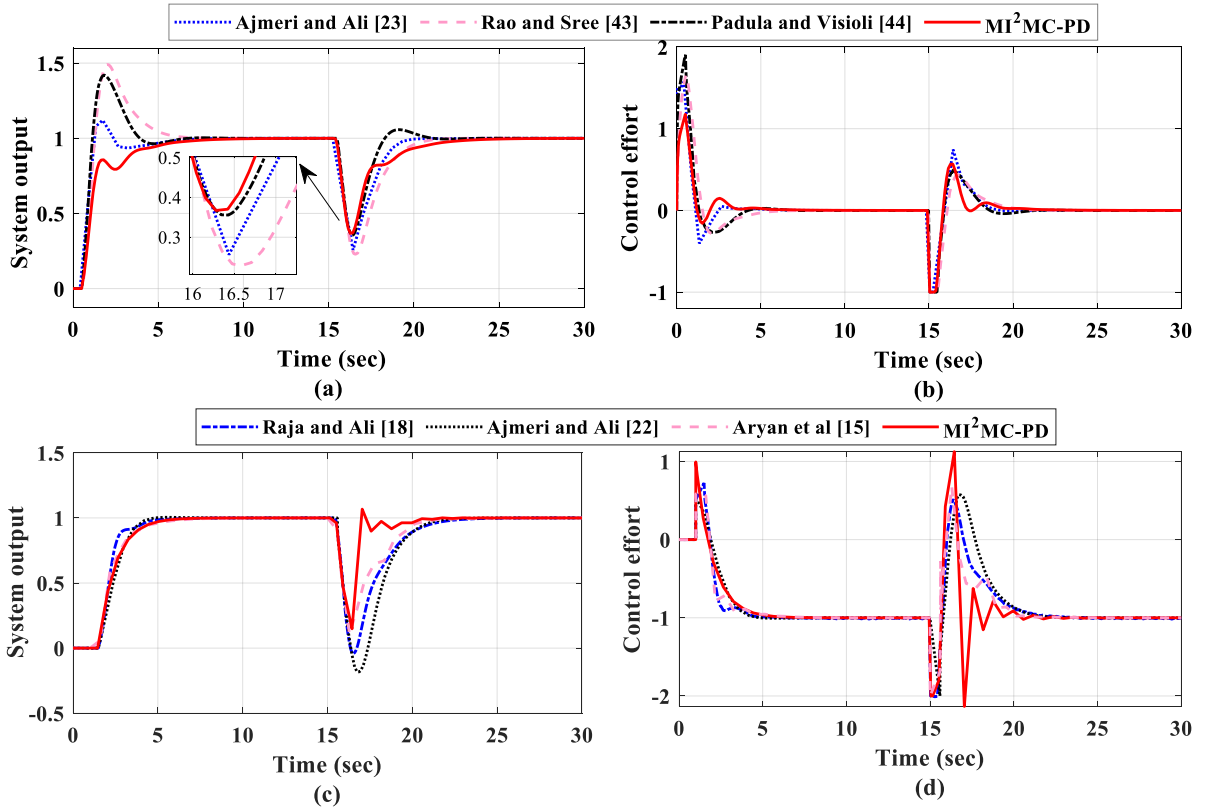 Ajmeri and Ali [23] Rao and Sree [43] Padula and Visioli [44] MI²MC-PD
System output
1.5
1
0.5
0
0.5
0.4
0.3
16 16.5 17
0 5 10 15 20 25 30
Time (sec)
(a)
Control effort
2
1
0
-1
0 5 10 15 20 25 30
Time (sec)
(b)
Raja and Ali [18] Ajmeri and Ali [22] Aryan et al [15] MI²MC-PD
System output
1.5
1
0.5
0
-0.5
0 5 10 15 20 25 30
Time (sec)
(c)
Control effort
1
0
-1
-2
0 5 10 15 20 25 30
Time (sec)
(d)